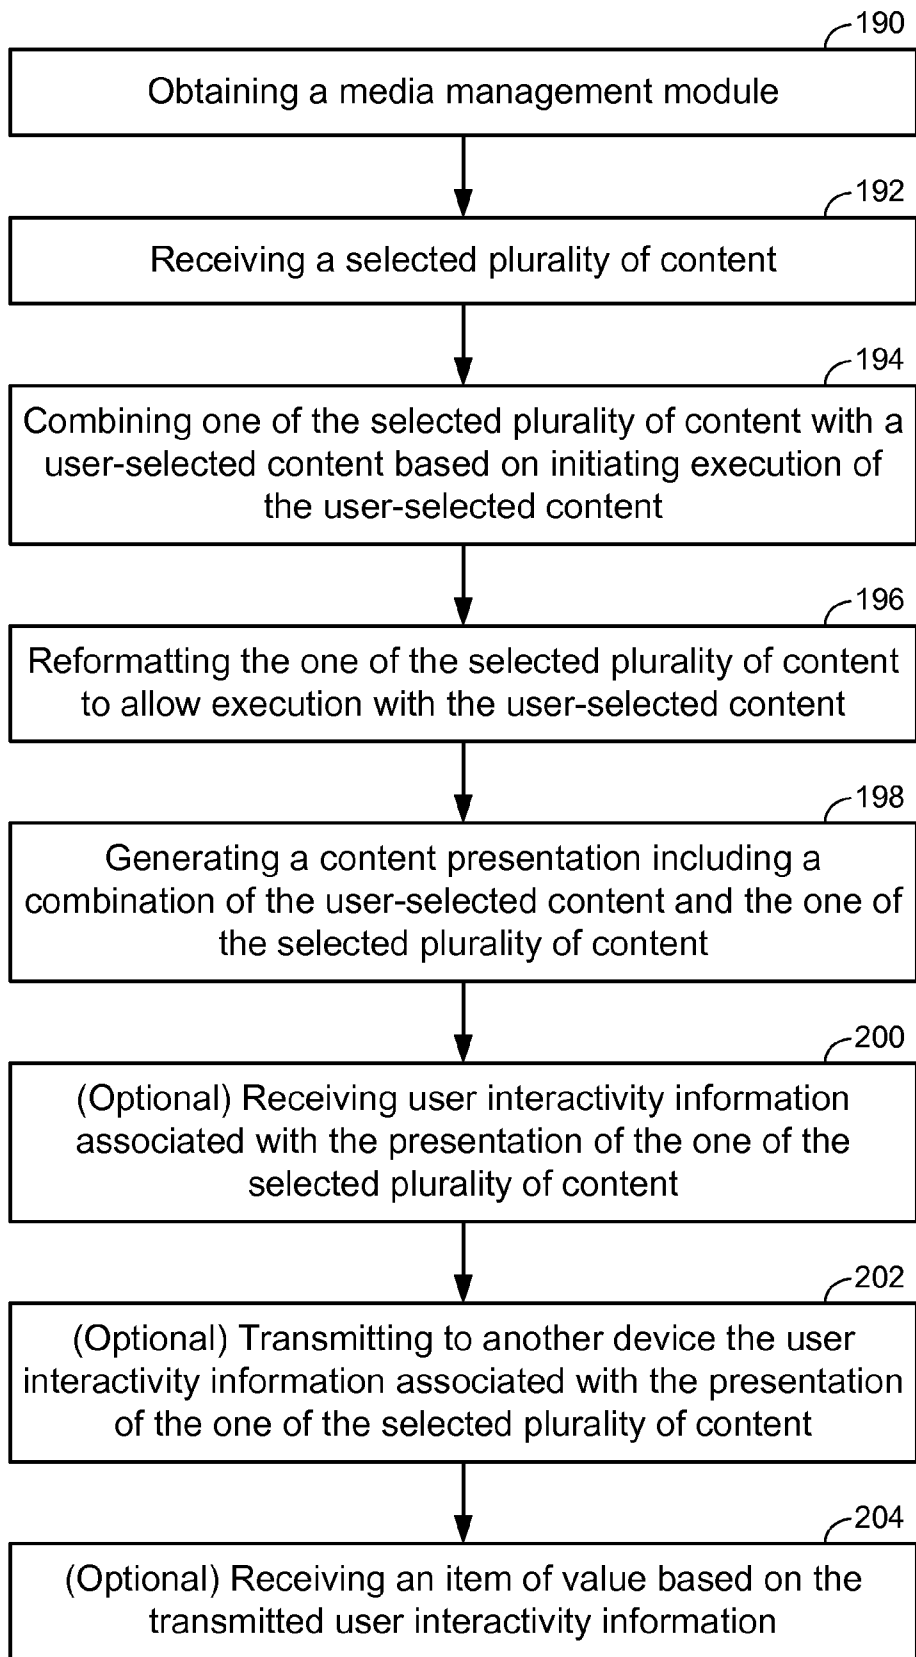 190
Obtaining a media management module
192
Receiving a selected plurality of content
194
Combining one of the selected plurality of content with a
user-selected content based on initiating execution of
the user-selected content
196
Reformatting the one of the selected plurality of content
to allow execution with the user-selected content
198
Generating a content presentation including a
combination of the user-selected content and the one of
the selected plurality of content
200
(Optional) Receiving user interactivity information
associated with the presentation of the one of the
selected plurality of content
202
(Optional) Transmitting to another device the user
interactivity information associated with the presentation
of the one of the selected plurality of content
204
(Optional) Receiving an item of value based on the
transmitted user interactivity information